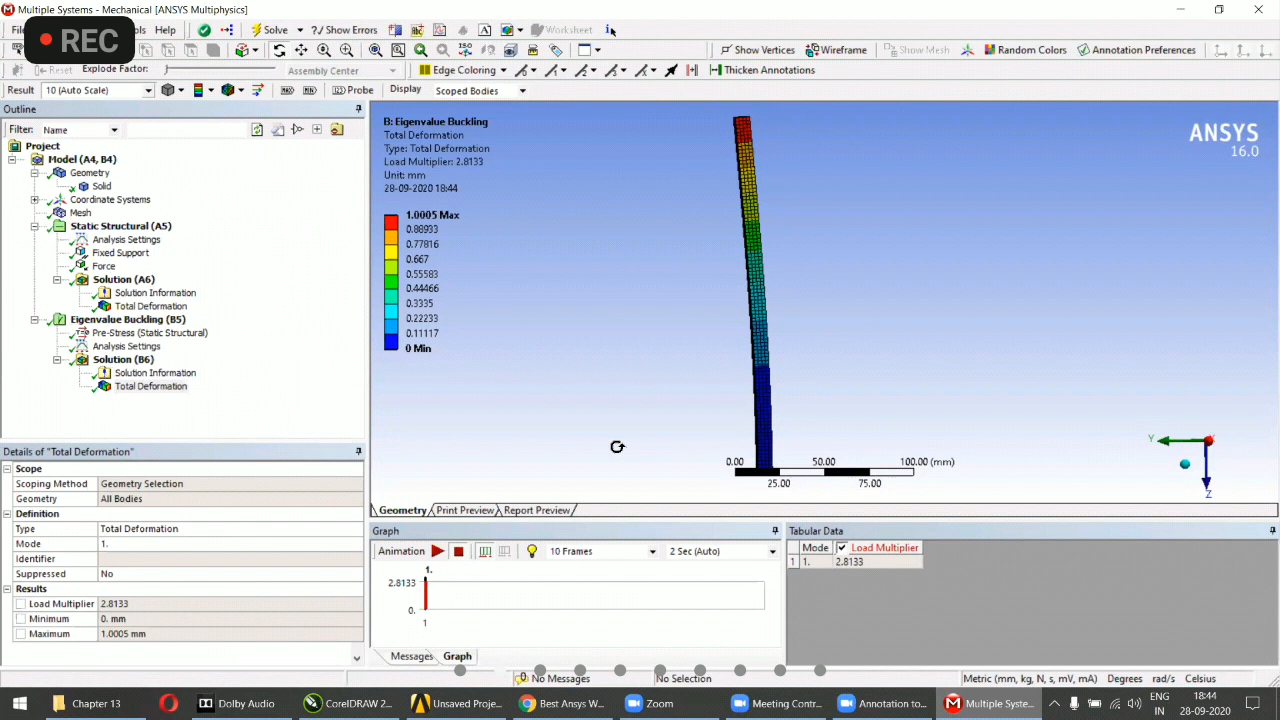 Multiple Systems - Mechanical [ANSYS Multiphysics]
REC
Units Tools Help
Solve
Show Errors
Worksheet
Show Vertices
Wireframe
Show Mesh
Random Colors
Annotation Preferences
Reset
Explode Factor:
Assembly Center
Edge Coloring
Thicken Annotations
Result
10 (Auto Scale)
Probe
Display
Scoped Bodies
Outline
Filter: Name
Project
Model (A4, B4)
Geometry
Solid
Coordinate Systems
Mesh
Static Structural (A5)
Analysis Settings
Fixed Support
Force
Solution (A6)
Solution Information
Total Deformation
Eigenvalue Buckling (B5)
Pre-Stress (Static Structural)
Analysis Settings
Solution (B6)
Solution Information
Total Deformation
Details of "Total Deformation"
Scope
Scoping Method Geometry Selection
Geometry All Bodies
Definition
Type Total Deformation
Mode 1.
Identifier
Suppressed No
Results
Load Multiplier 2.8133
Minimum 0. mm
Maximum 1.0005 mm
B: Eigenvalue Buckling
Total Deformation
Type: Total Deformation
Load Multiplier: 2.8133
Unit: mm
28-09-2020 18:44
1.0005 Max
0.88933
0.77816
0.667
0.55583
0.44466
0.3335
0.22233
0.11117
0 Min
ANSYS
16.0
Y
Z
0.00 50.00 100.00 (mm)
25.00 75.00
Geometry Print Preview Report Preview
Graph
Animation 10 Frames 2 Sec (Auto)
1.
2.8133
0.
1
Messages Graph
Tabular Data
Mode Load Multiplier
1 1. 2.8133
No Messages
No Selection
Metric (mm, kg, N, s, mV, mA) Degrees rad/s Celsius
Chapter 13
Dolby Audio
CorelDRAW 2...
Unsaved Proje...
Best Ansys W...
Zoom
Meeting Contr...
Annotation to...
Multiple Syste...
ENG
IN
18:44
28-09-2020